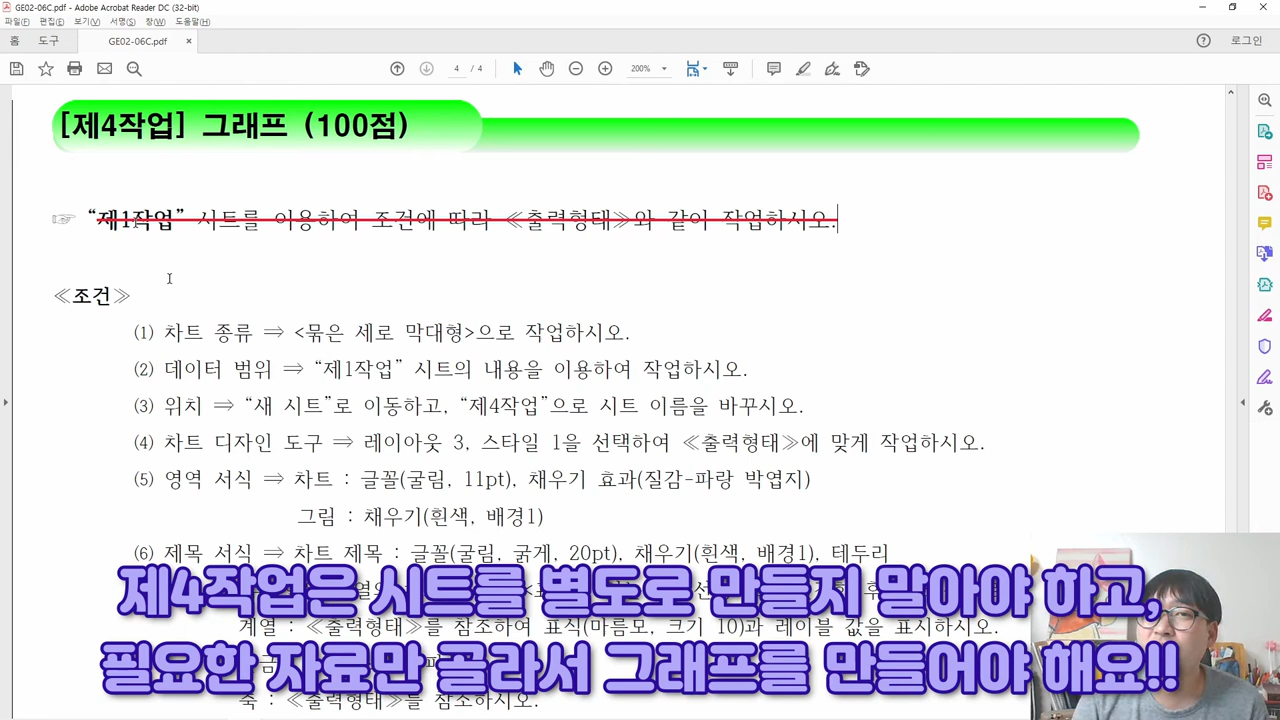 GE02-06C.pdf - Adobe Acrobat Reader DC (32-bit)
파일(F) 편집(E) 보기(V) 서명(S) 창(W) 도움말(H)
홈 도구 GE02-06C.pdf × 로그인
4 / 4 200%
[제4작업] 그래프 (100점)
☞ “제1작업” 시트를 이용하여 조건에 따라 ≪출력형태≫와 같이 작업하시오.
≪조건≫
(1) 차트 종류 ⇒ <묶은 세로 막대형>으로 작업하시오.
(2) 데이터 범위 ⇒ “제1작업” 시트의 내용을 이용하여 작업하시오.
(3) 위치 ⇒ “새 시트”로 이동하고, “제4작업”으로 시트 이름을 바꾸시오.
(4) 차트 디자인 도구 ⇒ 레이아웃 3, 스타일 1을 선택하여 ≪출력형태≫에 맞게 작업하시오.
(5) 영역 서식 ⇒ 차트 : 글꼴(굴림, 11pt), 채우기 효과(질감-파랑 박엽지)
그림 : 채우기(흰색, 배경1)
(6) 제목 서식 ⇒ 차트 제목 : 글꼴(굴림, 굵게, 20pt), 채우기(흰색, 배경1), 테두리
제4작업은 시트를 별도로 만들지 말아야 하고,
계열 : ≪출력형태≫를 참조하여 표식(마름모, 크기 10)과 레이블 값을 표시하시오.
필요한 자료만 골라서 그래프를 만들어야 해요!!
축 : ≪출력형태≫를 참조하시오.